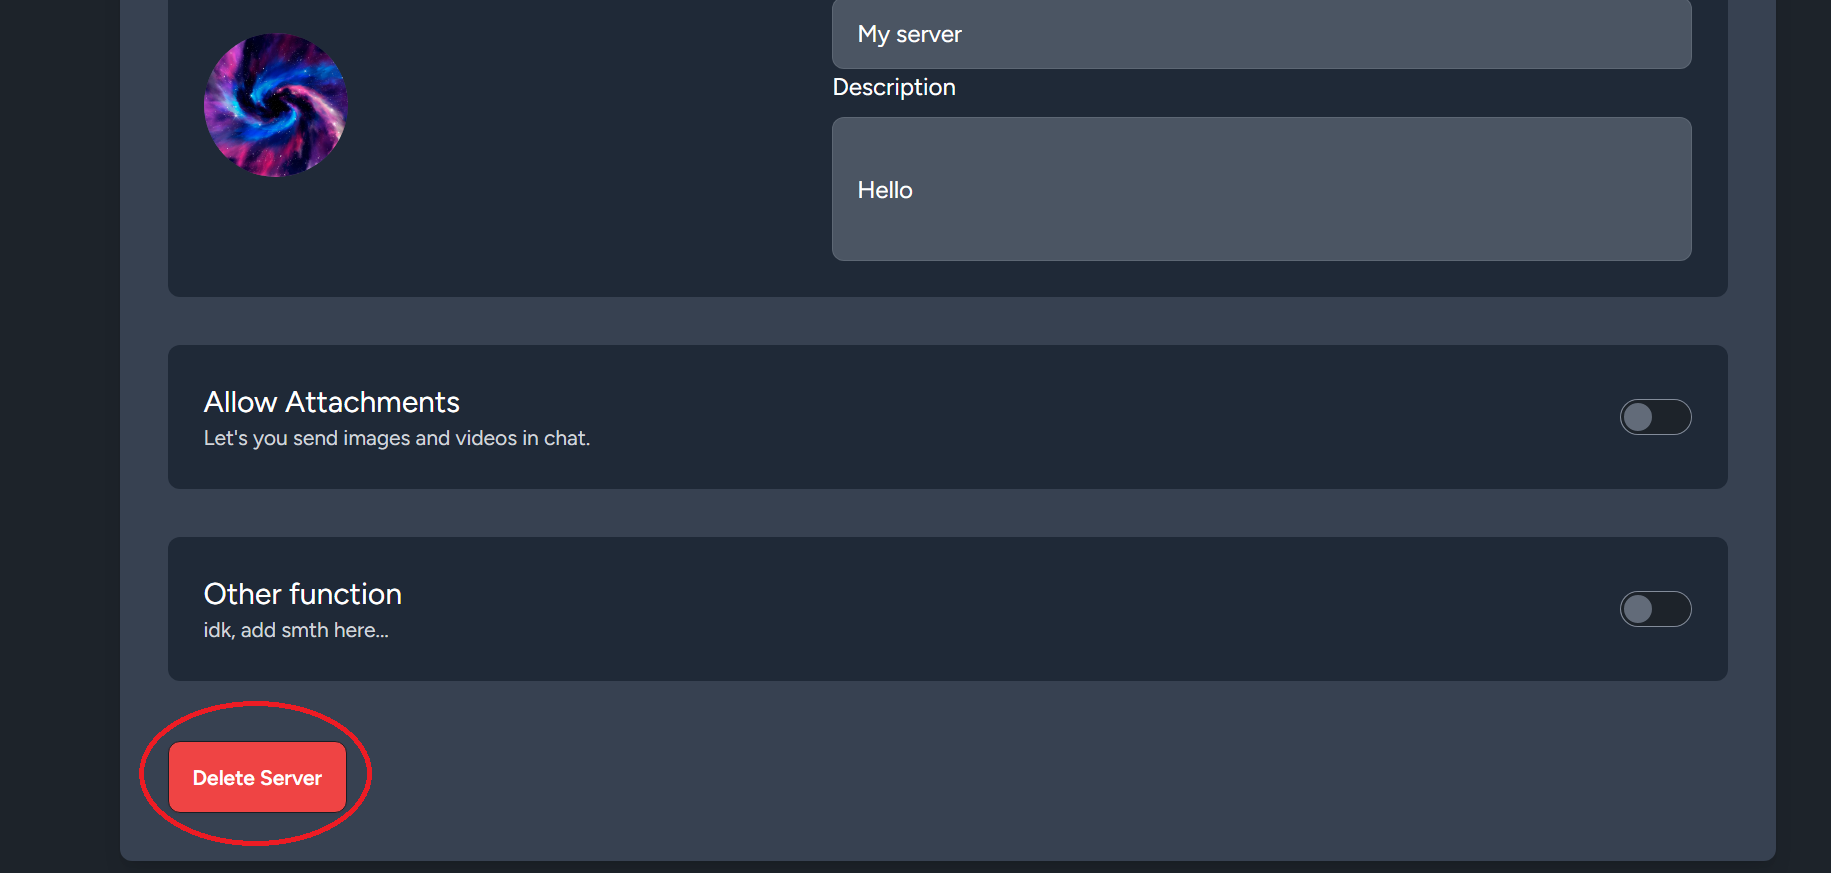 My server
Description
Hello
Allow Attachments
Let's you send images and videos in chat.
Other function
idk, add smth here...
Delete Server